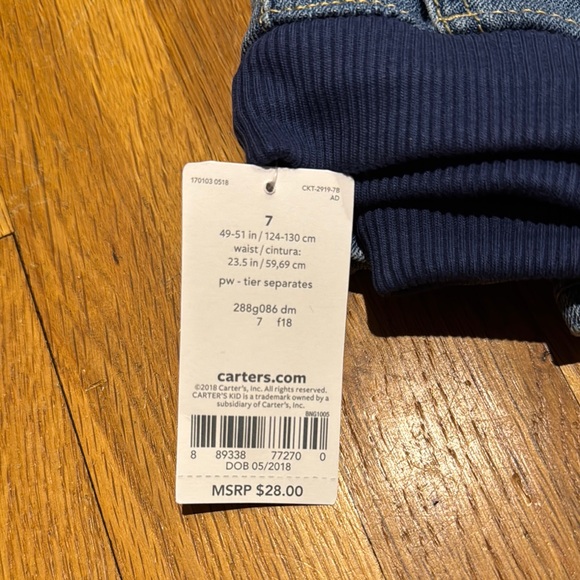 170103 0518
CKT-2919-7B
AD
7
49-51 in / 124-130 cm
waist / cintura:
23.5 in / 59,69 cm
pw - tier separates
288g086 dm
7 f18
carters.com
©2018 Carter's, Inc. All rights reserved.
CARTER'S KID is a trademark owned by a
subsidiary of Carter's, Inc.
BNG1005
8 89338 77270 0
DOB 05/2018
MSRP $28.00